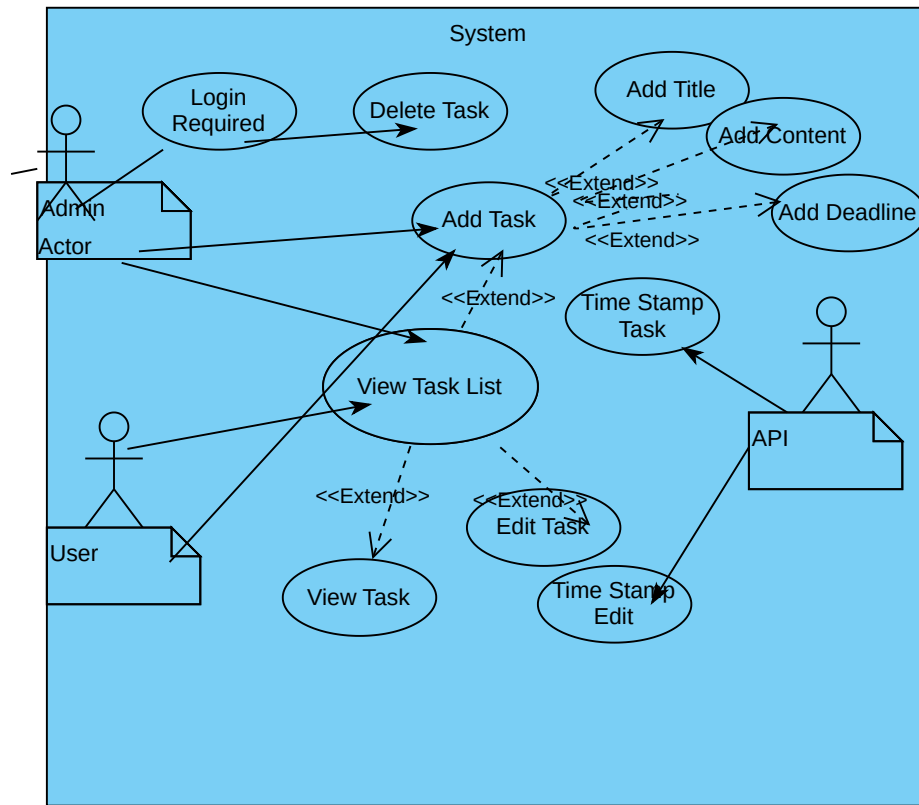 System
Login
Required
Delete Task
Add Title
Add Content
<<Extend>>
<<Extend>>
Admin
Actor
Add Task
Add Deadline
<<Extend>>
<<Extend>>
Time Stamp
Task
View Task List
API
<<Extend>>
<<Extend>>
Edit Task
User
View Task
Time Stamp
Edit